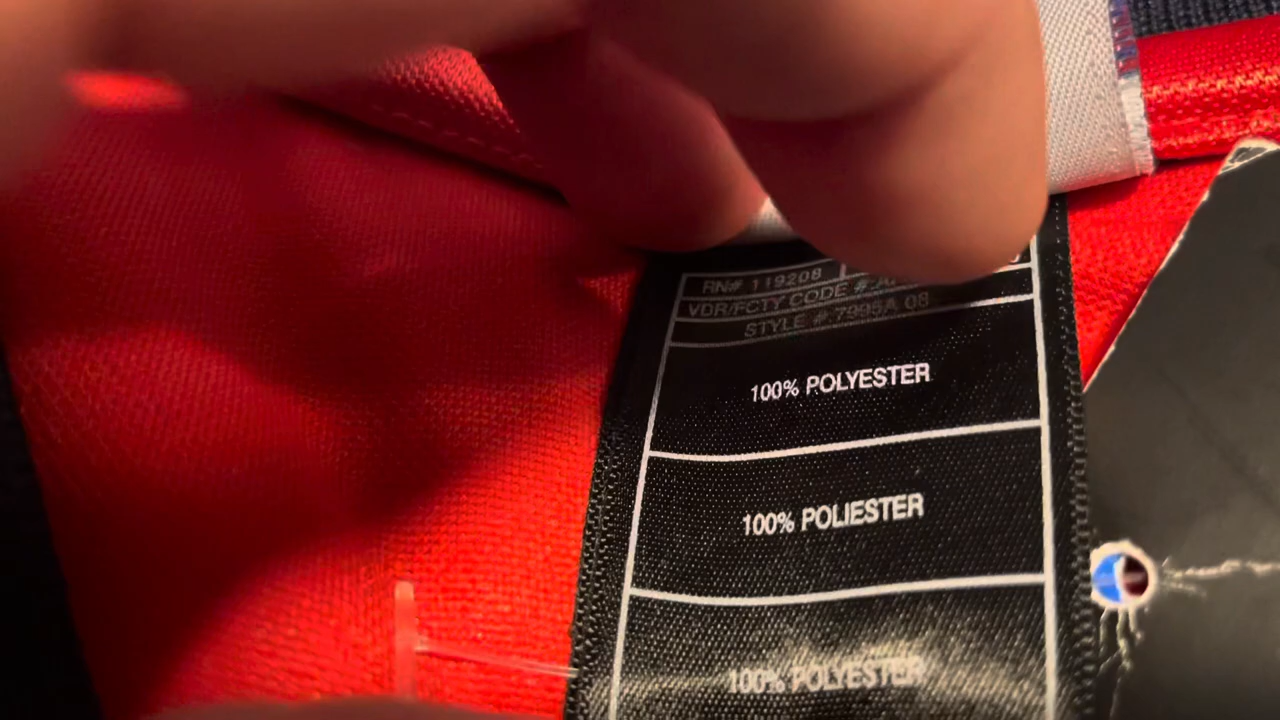 RN# 119208
VDR/FCTY CODE #
STYLE # 7995A 08
100% POLYESTER
100% POLIESTER
100% POLYESTER